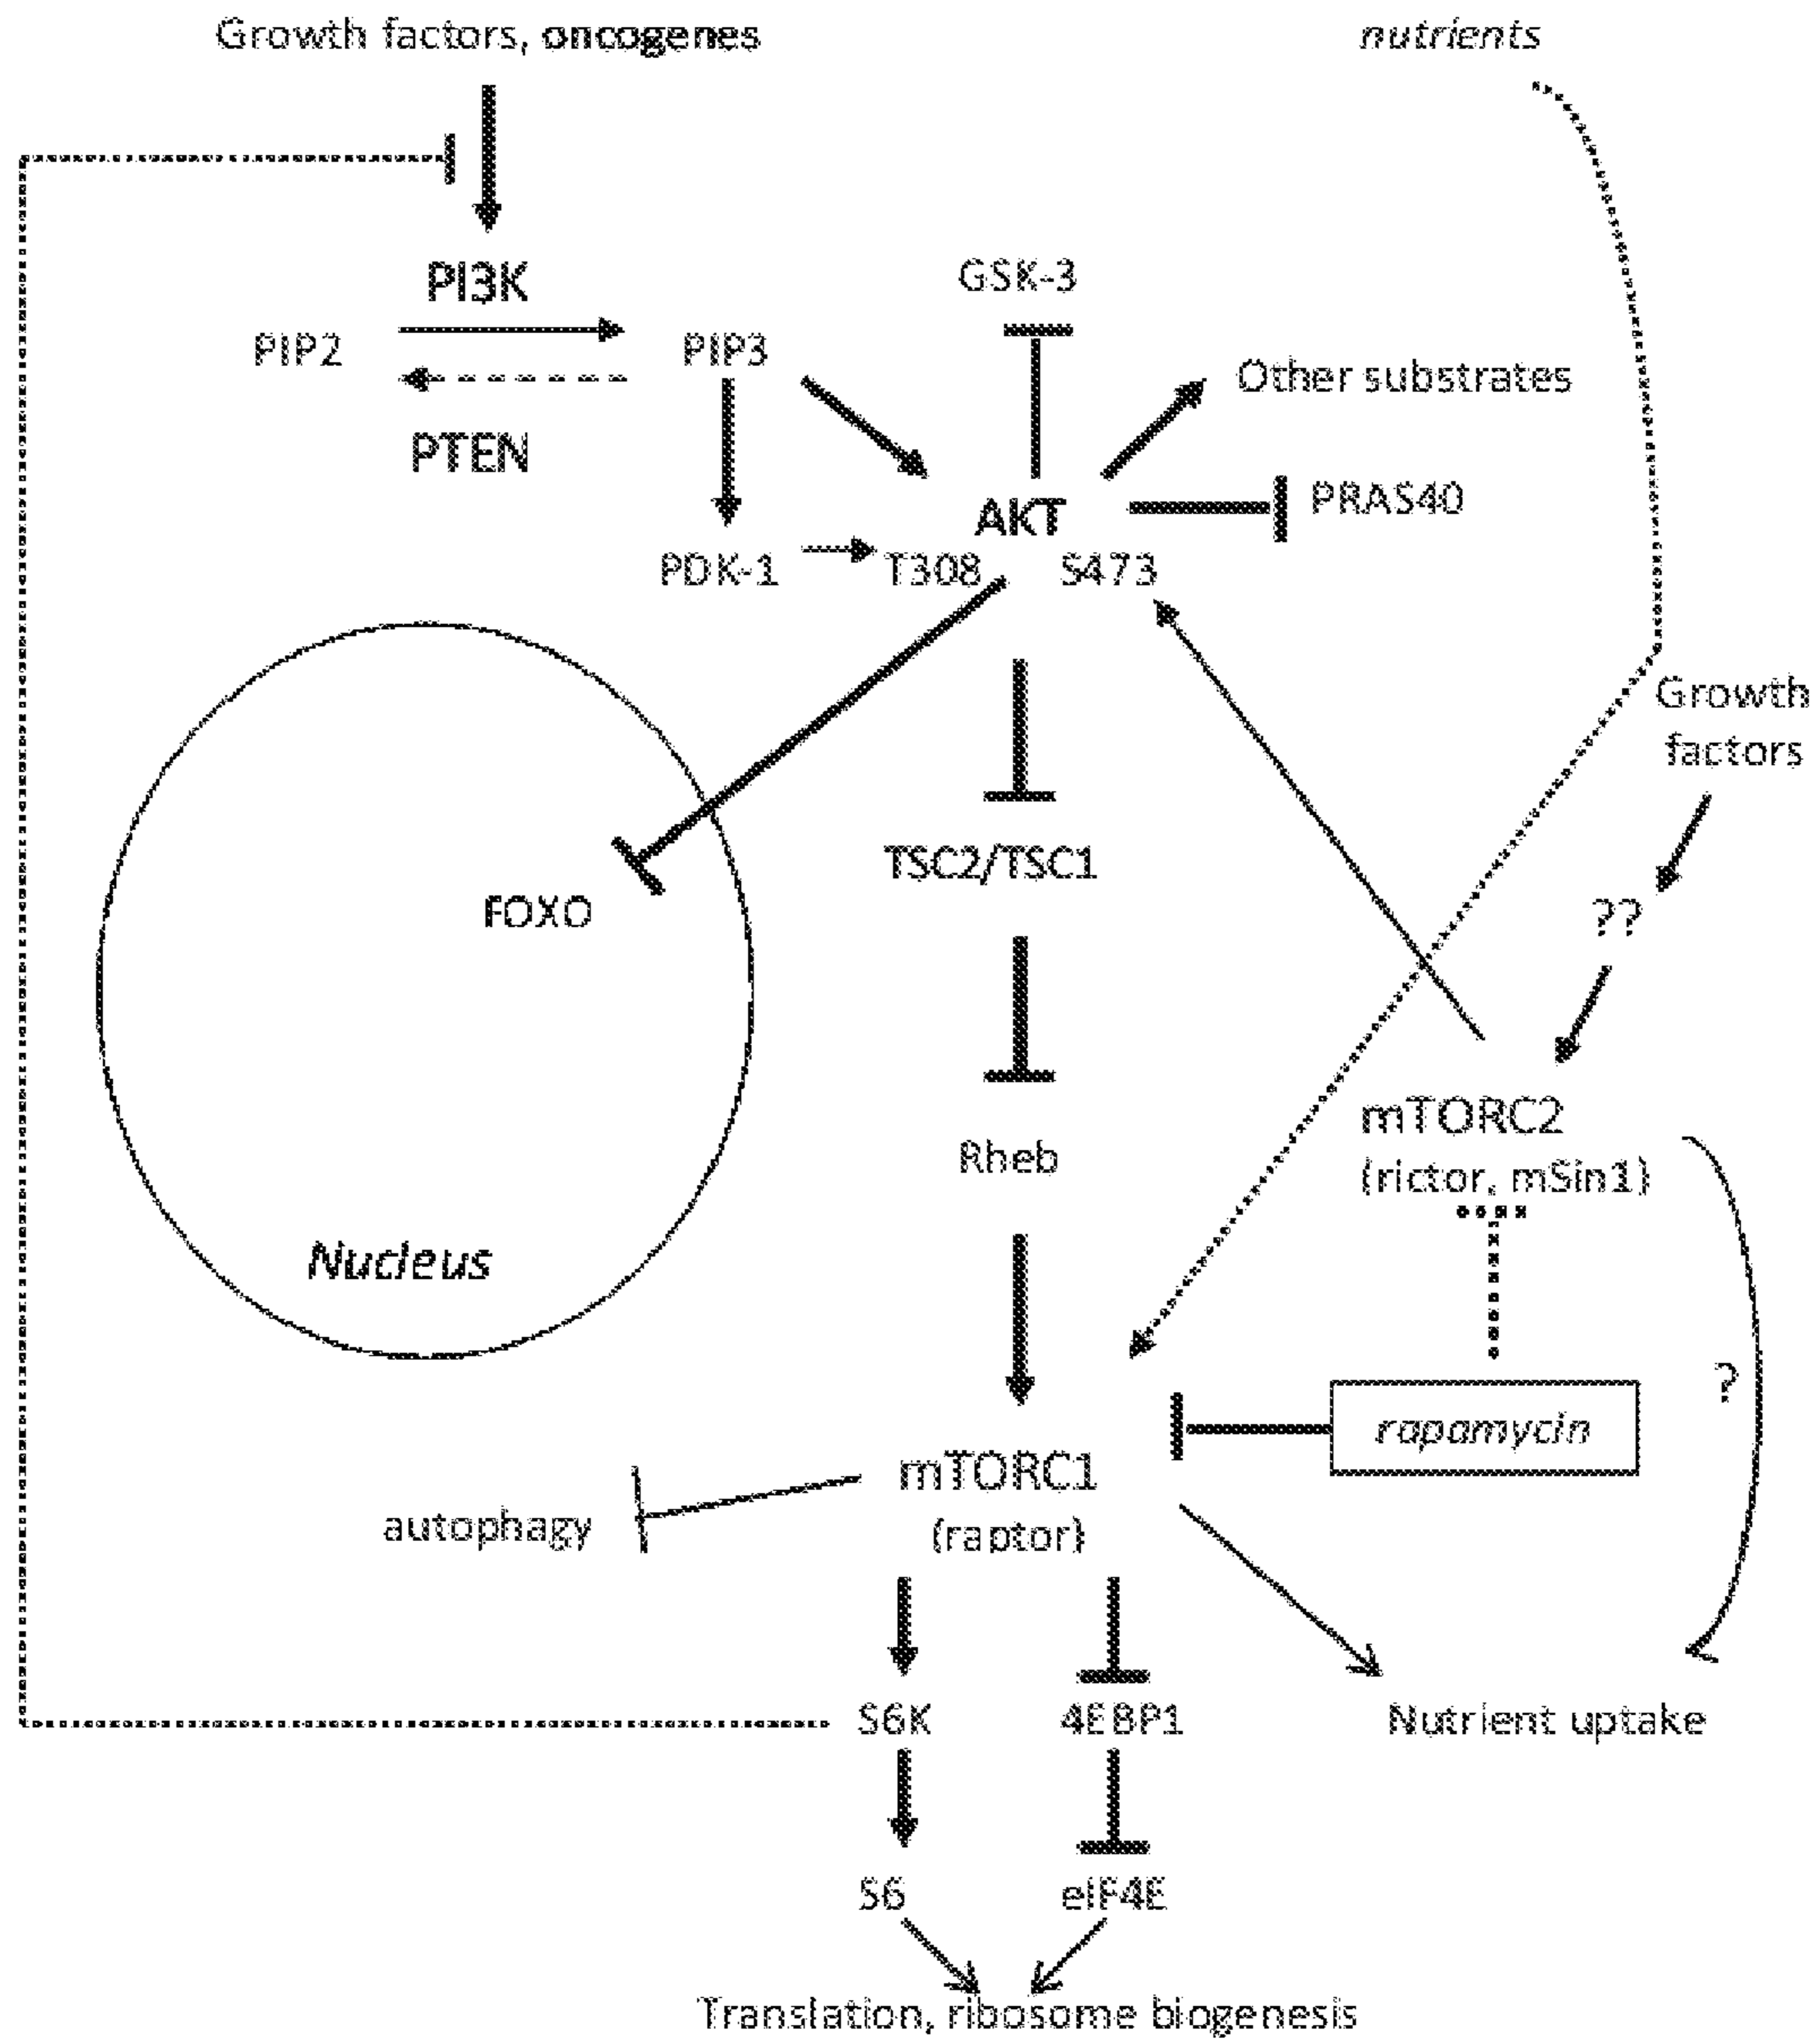 Growth factors, oncogenes
nutrients
PI3K
GSK-3
PIP2
PIP3
Other substrates
PTEN
PRAS40
AKT
PDK-1
T308
S473
Growth
factors
TSC2/TSC1
FOXO
??
mTORC2
(rictor, mSin1)
Rheb
Nucleus
?
rapamycin
mTORC1
(raptor)
autophagy
S6K
4EBP1
Nutrient uptake
S6
eIF4E
Translation, ribosome biogenesis